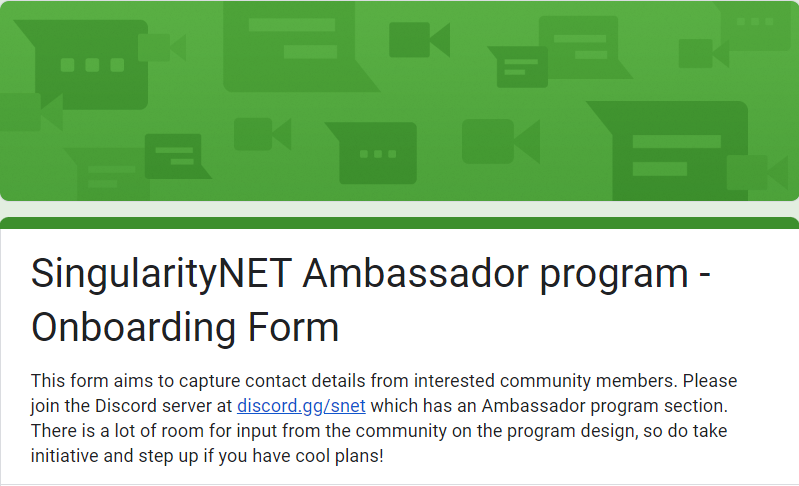 SingularityNET Ambassador program -
Onboarding Form
This form aims to capture contact details from interested community members. Please
join the Discord server at discord.gg/snet which has an Ambassador program section.
There is a lot of room for input from the community on the program design, so do take
initiative and step up if you have cool plans!